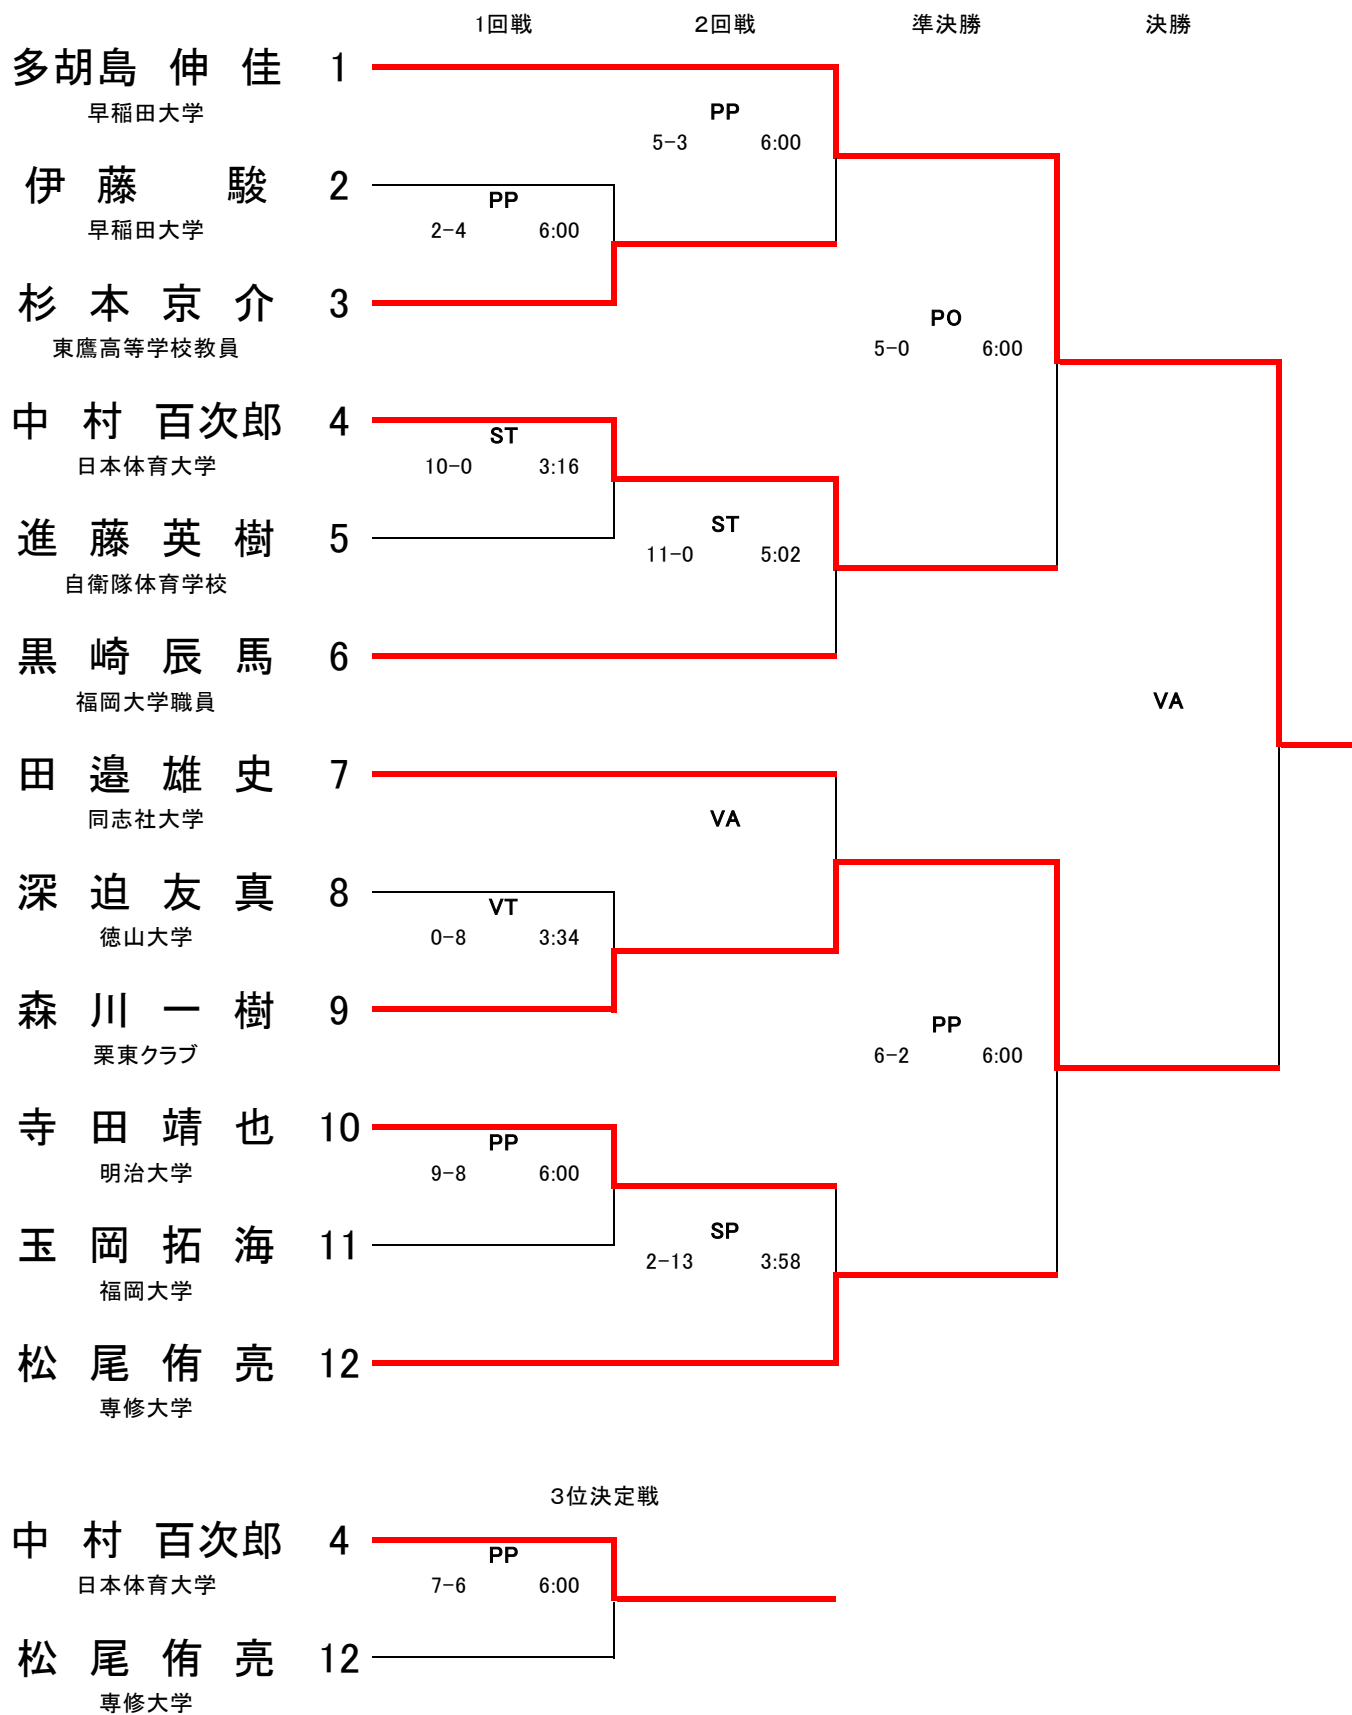 1回戦 2回戦 準決勝 決勝
多胡島 伸 佳 1
早稲田大学
PP
5-3 6:00
伊 藤 駿 2
早稲田大学
PP
2-4 6:00
杉 本 京 介 3
東鷹高等学校教員
PO
5-0 6:00
中 村 百次郎 4
日本体育大学
ST
10-0 3:16
進 藤 英 樹 5
自衛隊体育学校
ST
11-0 5:02
黒 崎 辰 馬 6
福岡大学職員
VA
田 邉 雄 史 7
同志社大学
VA
深 迫 友 真 8
徳山大学
VT
0-8 3:34
森 川 一 樹 9
栗東クラブ
PP
6-2 6:00
寺 田 靖 也 10
明治大学
PP
9-8 6:00
玉 岡 拓 海 11
福岡大学
SP
2-13 3:58
松 尾 侑 亮 12
専修大学
3位決定戦
中 村 百次郎 4
日本体育大学
PP
7-6 6:00
松 尾 侑 亮 12
専修大学